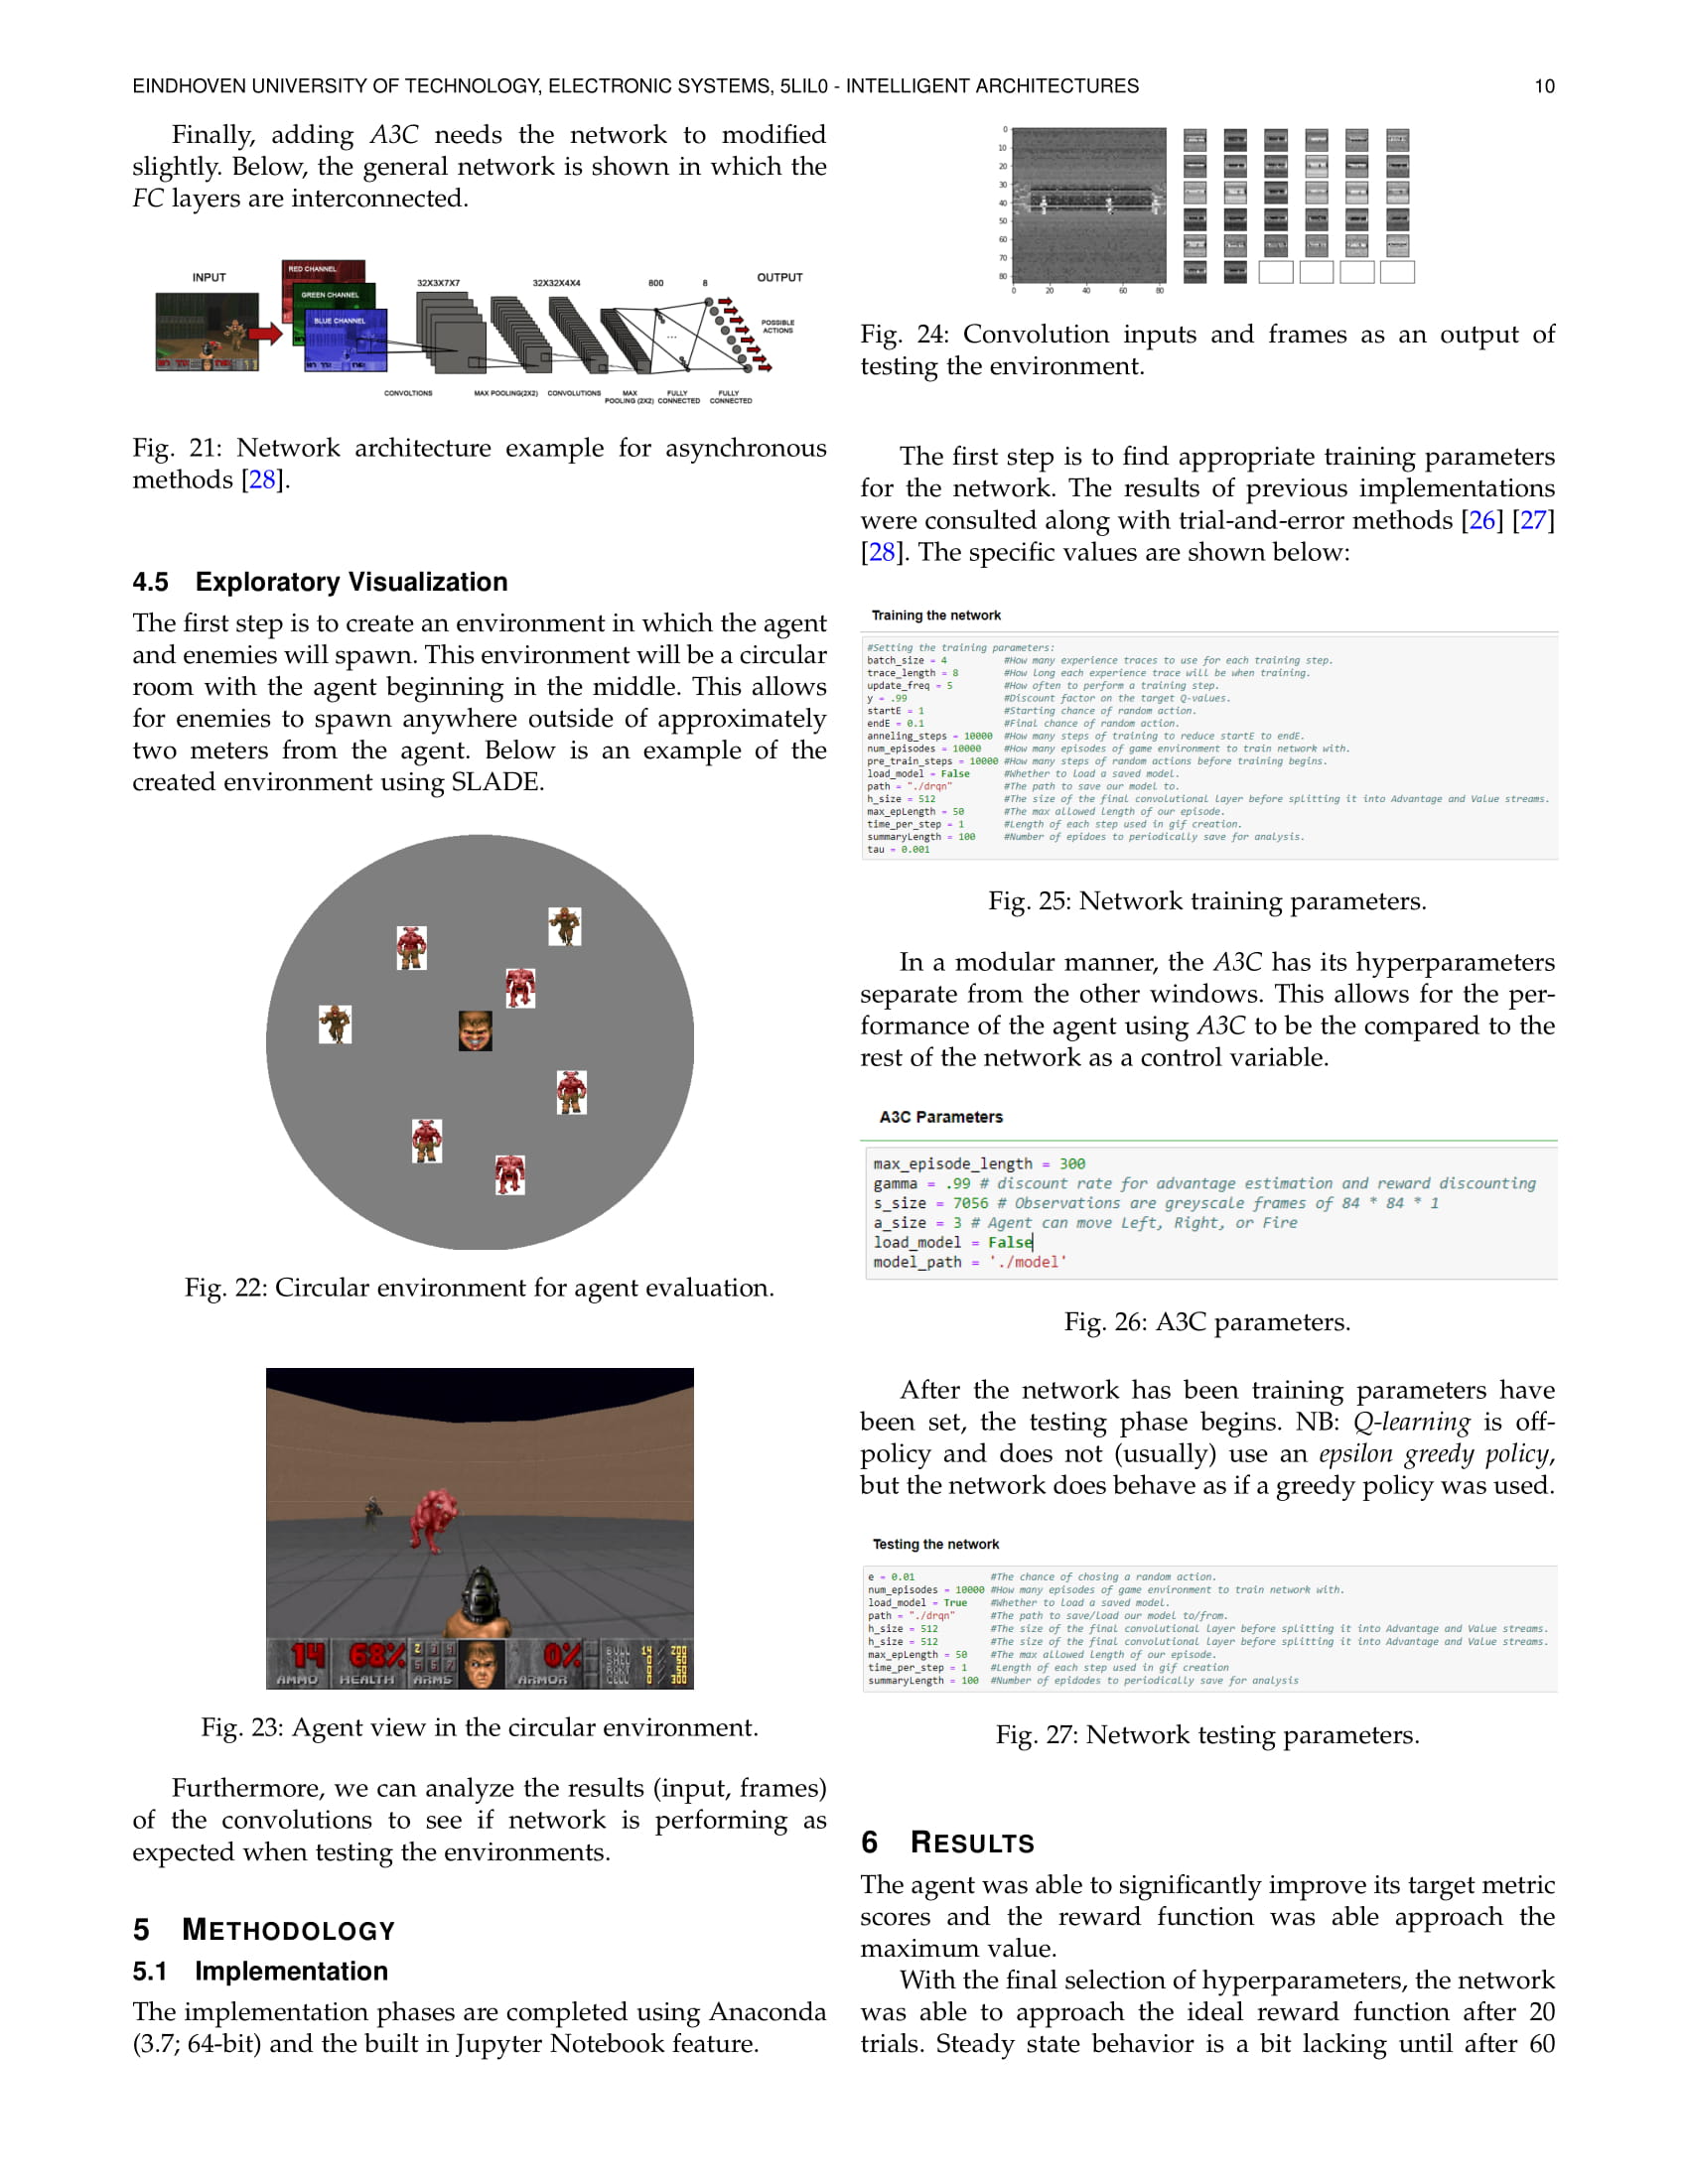 EINDHOVEN UNIVERSITY OF TECHNOLOGY, ELECTRONIC SYSTEMS, 5LIL0 - INTELLIGENT ARCHITECTURES 10
Finally, adding A3C needs the network to modified
slightly. Below, the general network is shown in which the
FC layers are interconnected.
INPUT
RED CHANNEL
GREEN CHANNEL
BLUE CHANNEL
32X3X7X7
32X32X4X4
800
8
OUTPUT
POSSIBLE
ACTIONS
CONVOLTIONS
MAX POOLING(2X2)
CONVOLUTIONS
MAX
POOLING (2X2)
FULLY
CONNECTED
FULLY
CONNECTED
Fig. 21: Network architecture example for asynchronous
methods [28].
4.5 Exploratory Visualization
The first step is to create an environment in which the agent
and enemies will spawn. This environment will be a circular
room with the agent beginning in the middle. This allows
for enemies to spawn anywhere outside of approximately
two meters from the agent. Below is an example of the
created environment using SLADE.
Fig. 22: Circular environment for agent evaluation.
14 68% 2 3 4 0%
5 6 7
AMMO HEALTH ARMS ARMOR
BULL 14 / 200
SHEL 0 / 50
ROKT 0 / 50
CELL 0 / 300
Fig. 23: Agent view in the circular environment.
Furthermore, we can analyze the results (input, frames)
of the convolutions to see if network is performing as
expected when testing the environments.
5 METHODOLOGY
5.1 Implementation
The implementation phases are completed using Anaconda
(3.7; 64-bit) and the built in Jupyter Notebook feature.
0
10
20
30
40
50
60
70
80
0 20 40 60 80
Fig. 24: Convolution inputs and frames as an output of
testing the environment.
The first step is to find appropriate training parameters
for the network. The results of previous implementations
were consulted along with trial-and-error methods [26] [27]
[28]. The specific values are shown below:
Training the network
#Setting the training parameters:
batch_size = 4 #How many experience traces to use for each training step.
trace_length = 8 #How long each experience trace will be when training.
update_freq = 5 #How often to perform a training step.
y = .99 #Discount factor on the target Q-values.
startE = 1 #Starting chance of random action.
endE = 0.1 #Final chance of random action.
anneling_steps = 10000 #How many steps of training to reduce startE to endE.
num_episodes = 10000 #How many episodes of game environment to train network with.
pre_train_steps = 10000 #How many steps of random actions before training begins.
load_model = False #Whether to load a saved model.
path = "./drqn" #The path to save our model to.
h_size = 512 #The size of the final convolutional layer before splitting it into Advantage and Value streams.
max_epLength = 50 #The max allowed length of our episode.
time_per_step = 1 #Length of each step used in gif creation.
summaryLength = 100 #Number of epidoes to periodically save for analysis.
tau = 0.001
Fig. 25: Network training parameters.
In a modular manner, the A3C has its hyperparameters
separate from the other windows. This allows for the per-
formance of the agent using A3C to be the compared to the
rest of the network as a control variable.
A3C Parameters
max_episode_length = 300
gamma = .99 # discount rate for advantage estimation and reward discounting
s_size = 7056 # Observations are greyscale frames of 84 * 84 * 1
a_size = 3 # Agent can move Left, Right, or Fire
load_model = False
model_path = './model'
Fig. 26: A3C parameters.
After the network has been training parameters have
been set, the testing phase begins. NB: Q-learning is off-
policy and does not (usually) use an epsilon greedy policy,
but the network does behave as if a greedy policy was used.
Testing the network
e = 0.01 #The chance of chosing a random action.
num_episodes = 10000 #How many episodes of game environment to train network with.
load_model = True #Whether to load a saved model.
path = "./drqn" #The path to save/load our model to/from.
h_size = 512 #The size of the final convolutional layer before splitting it into Advantage and Value streams.
h_size = 512 #The size of the final convolutional layer before splitting it into Advantage and Value streams.
max_epLength = 50 #The max allowed length of our episode.
time_per_step = 1 #Length of each step used in gif creation
summaryLength = 100 #Number of epidodes to periodically save for analysis
Fig. 27: Network testing parameters.
6 RESULTS
The agent was able to significantly improve its target metric
scores and the reward function was able approach the
maximum value.
With the final selection of hyperparameters, the network
was able to approach the ideal reward function after 20
trials. Steady state behavior is a bit lacking until after 60